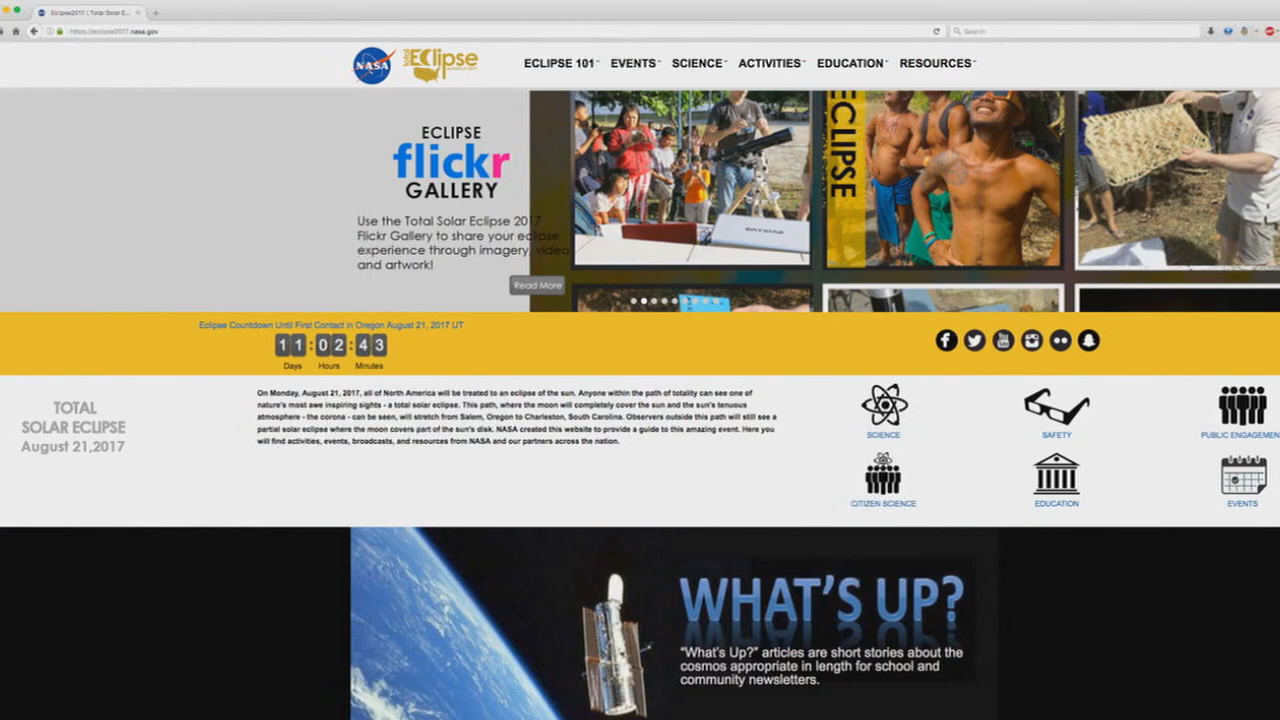 Eclipse2017 | Total Solar E...
https://eclipse2017.nasa.gov
Search
NASA
total
Eclipse
ECLIPSE 101
EVENTS
SCIENCE
ACTIVITIES
EDUCATION
RESOURCES
ECLIPSE
flickr
GALLERY
Use the Total Solar Eclipse 2017
Flickr Gallery to share your eclipse
experience through imagery, video
and artwork!
Read More
ECLIPSE
Eclipse Countdown Until First Contact in Oregon August 21, 2017 UT
11:02:43
Days Hours Minutes
You
TOTAL
SOLAR ECLIPSE
August 21,2017
On Monday, August 21, 2017, all of North America will be treated to an eclipse of the sun. Anyone within the path of totality can see one of
nature's most awe inspiring sights - a total solar eclipse. This path, where the moon will completely cover the sun and the sun's tenuous
atmosphere - the corona - can be seen, will stretch from Salem, Oregon to Charleston, South Carolina. Observers outside this path will still see a
partial solar eclipse where the moon covers part of the sun's disk. NASA created this website to provide a guide to this amazing event. Here you
will find activities, events, broadcasts, and resources from NASA and our partners across the nation.
SCIENCE
SAFETY
PUBLIC ENGAGEMEN
CITIZEN SCIENCE
EDUCATION
EVENTS
WHAT'S UP?
“What's Up?” articles are short stories about the
cosmos appropriate in length for school and
community newsletters.